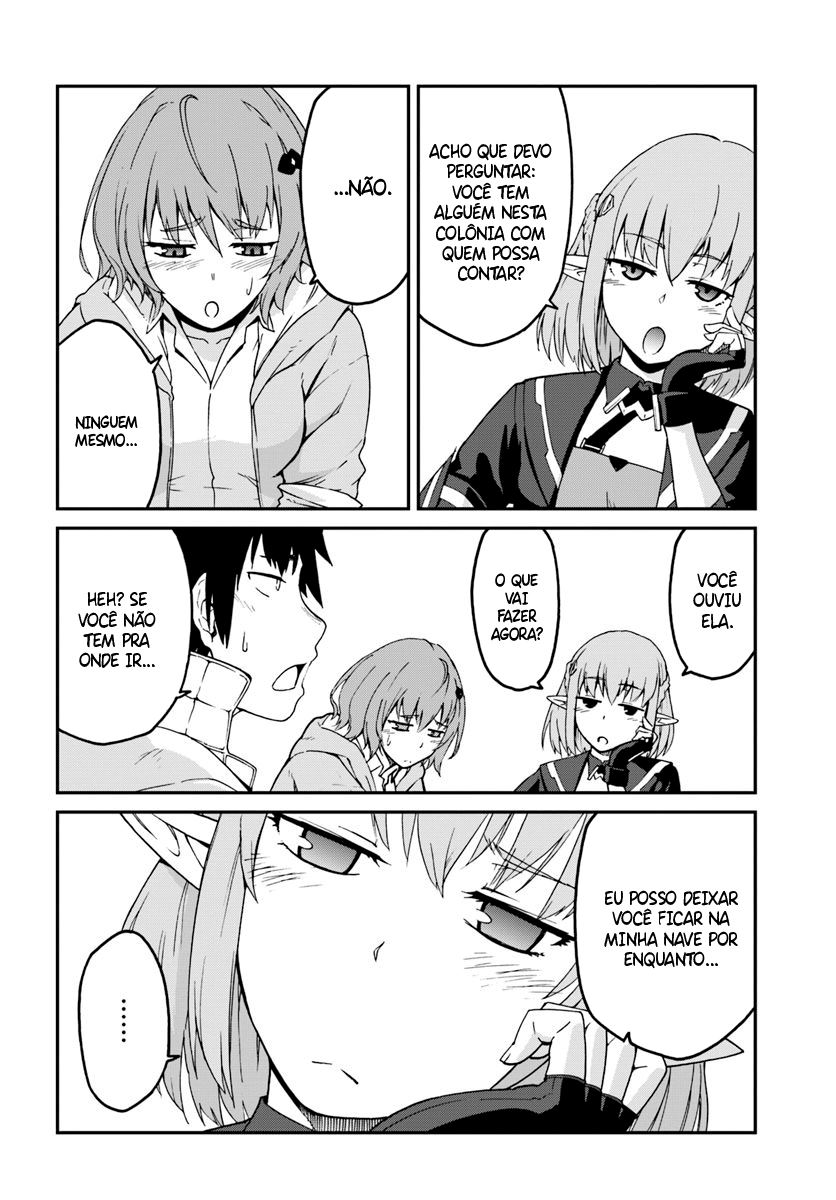 ACHO QUE DEVO
PERGUNTAR:
VOCÊ TEM
ALGUÉM NESTA
COLÔNIA COM
QUEM POSSA
CONTAR?
...NÃO.
NINGUEM
MESMO...
VOCÊ
OUVIU
ELA.
O QUE
VAI
FAZER
AGORA?
HEH? SE
VOCÊ NÃO
TEM PRA
ONDE IR...
EU POSSO DEIXAR
VOCÊ FICAR NA
MINHA NAVE POR
ENQUANTO...
......